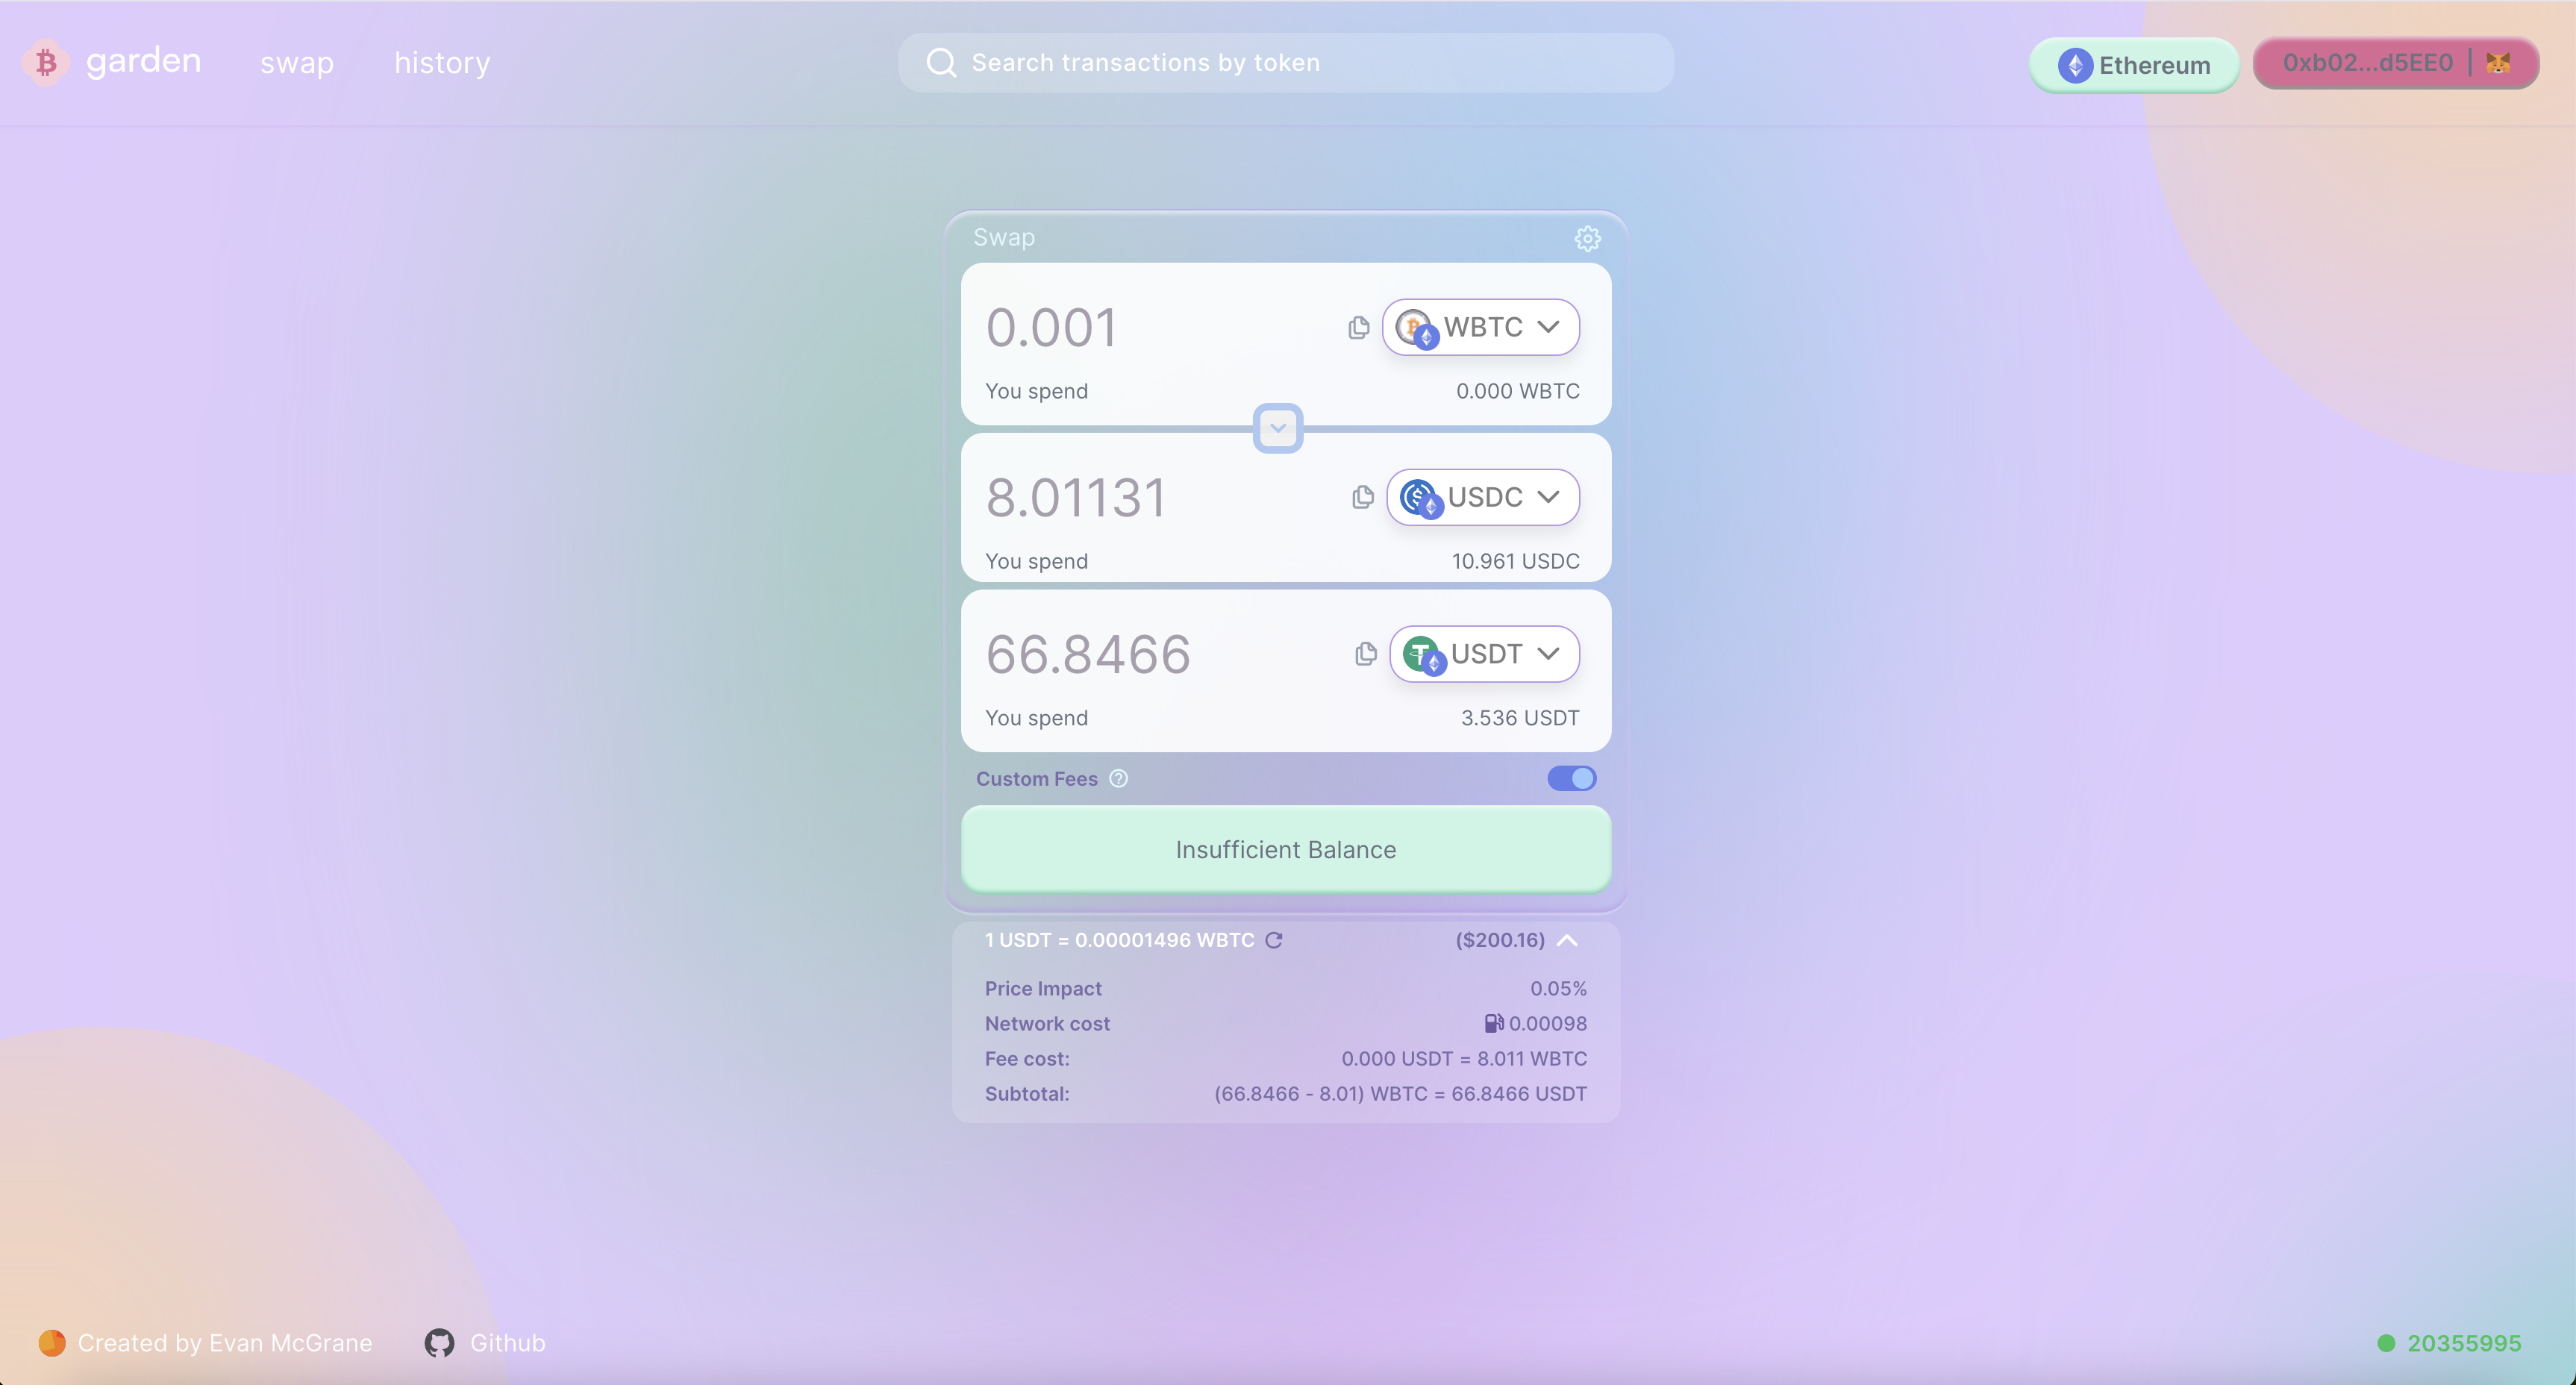 garden
swap
history
Search transactions by token
Ethereum
0xb02...d5EE0 |
Swap
0.001
WBTC
You spend
0.000 WBTC
8.01131
USDC
You spend
10.961 USDC
66.8466
USDT
You spend
3.536 USDT
Custom Fees
Insufficient Balance
1 USDT = 0.00001496 WBTC
($200.16)
Price Impact
0.05%
Network cost
0.00098
Fee cost:
0.000 USDT = 8.011 WBTC
Subtotal:
(66.8466 - 8.01) WBTC = 66.8466 USDT
Created by Evan McGrane
Github
20355995